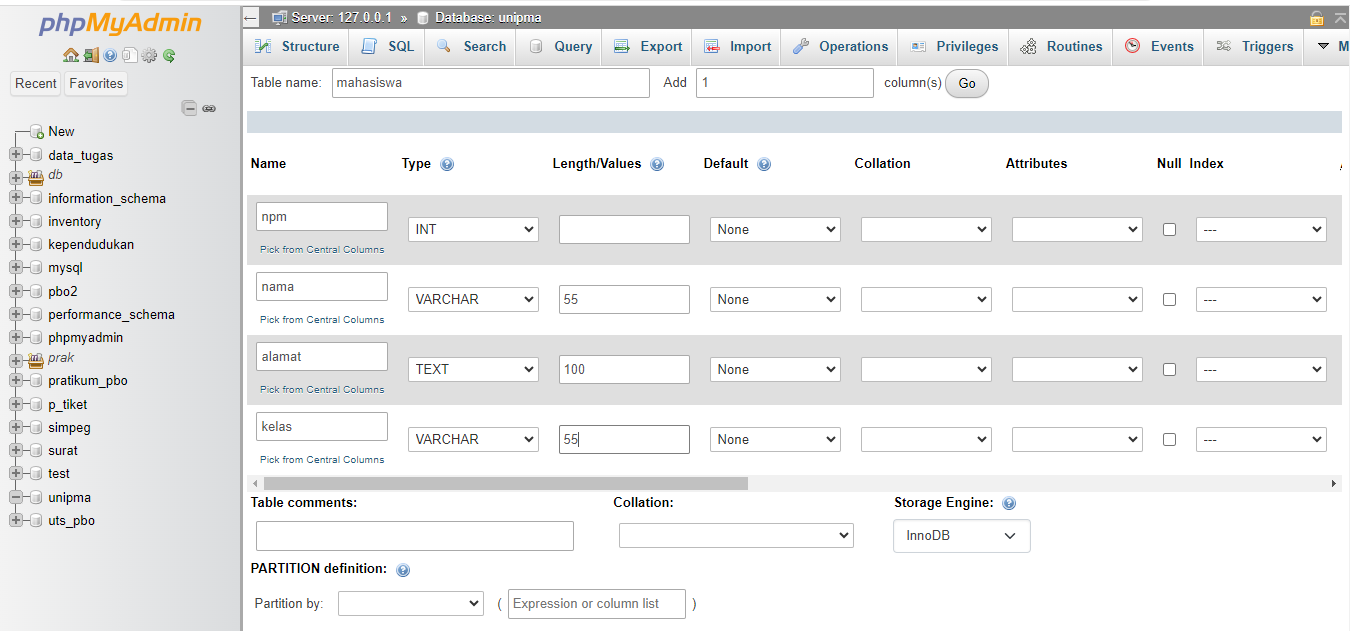 phpMyAdmin
Recent Favorites
New
data_tugas
db
information_schema
inventory
kependudukan
mysql
pbo2
performance_schema
phpmyadmin
prak
pratikum_pbo
p_tiket
simpeg
surat
test
unipma
uts_pbo
Server: 127.0.0.1 » Database: unipma
Structure SQL Search Query Export Import Operations Privileges Routines Events Triggers M
Table name: mahasiswa Add 1 column(s) Go
Name Type Length/Values Default Collation Attributes Null Index
npm INT None ---
Pick from Central Columns
nama VARCHAR 55 None ---
Pick from Central Columns
alamat TEXT 100 None ---
Pick from Central Columns
kelas VARCHAR 55 None ---
Pick from Central Columns
Table comments: Collation: Storage Engine:
InnoDB
PARTITION definition:
Partition by: ( Expression or column list )